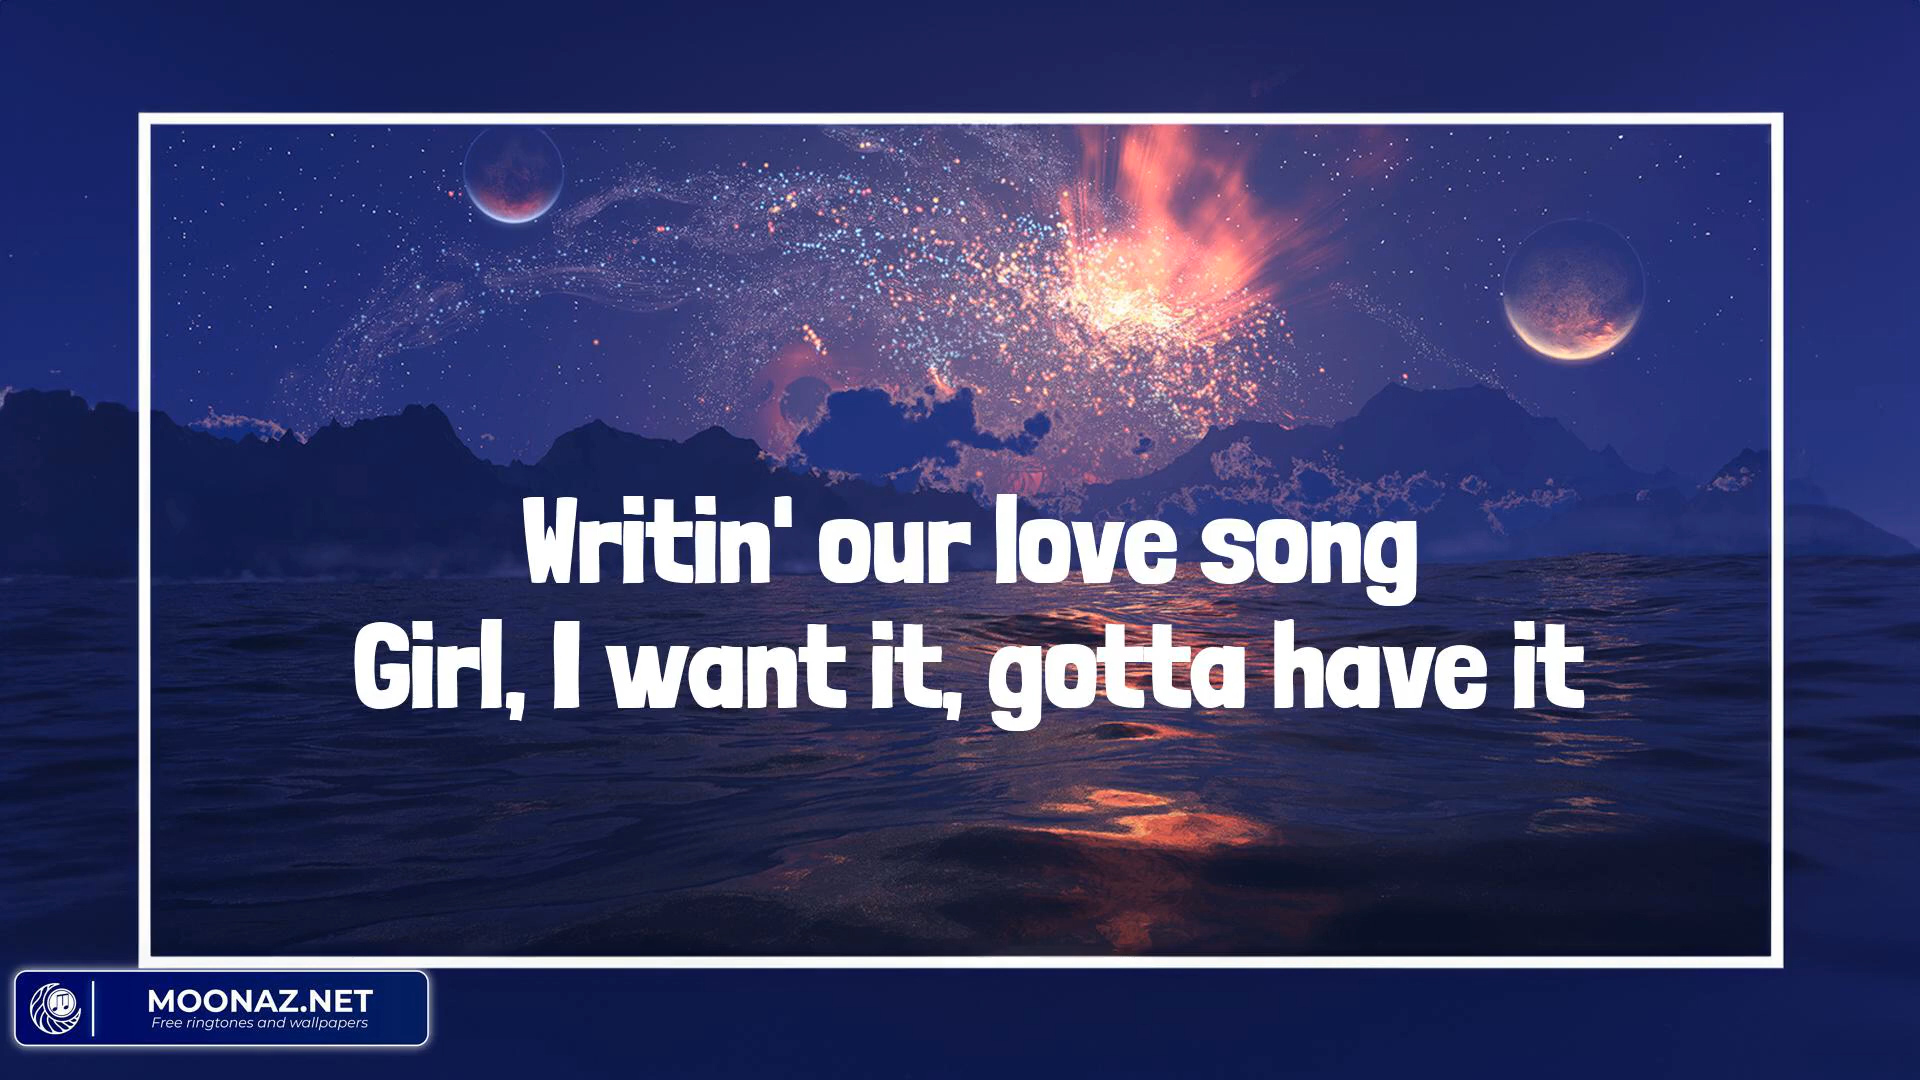 Writin' our love song
Girl, I want it, gotta have it
MOONAZ.NET
Free ringtones and wallpapers